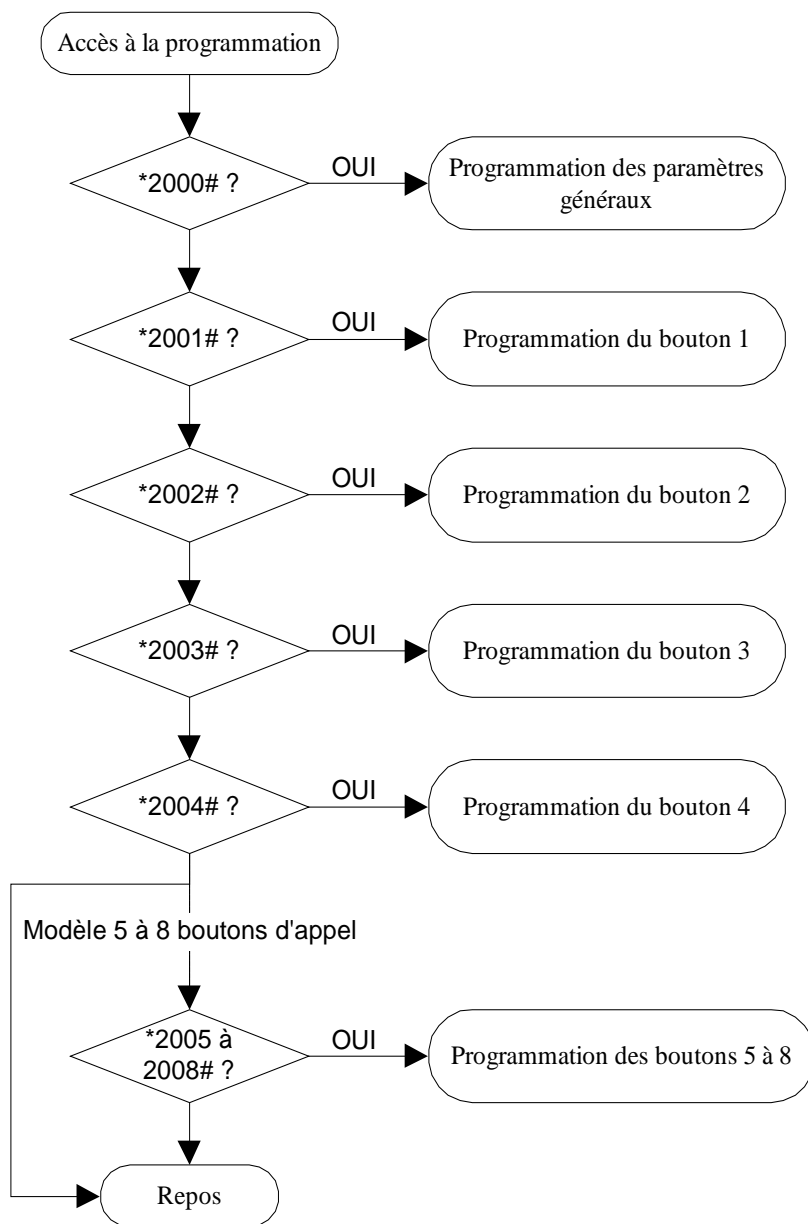 Accès à la programmation
*2000# ?
OUI
Programmation des paramètres
généraux
*2001# ?
OUI
Programmation du bouton 1
*2002# ?
OUI
Programmation du bouton 2
*2003# ?
OUI
Programmation du bouton 3
*2004# ?
OUI
Programmation du bouton 4
Modèle 5 à 8 boutons d'appel
*2005 à
2008# ?
OUI
Programmation des boutons 5 à 8
Repos